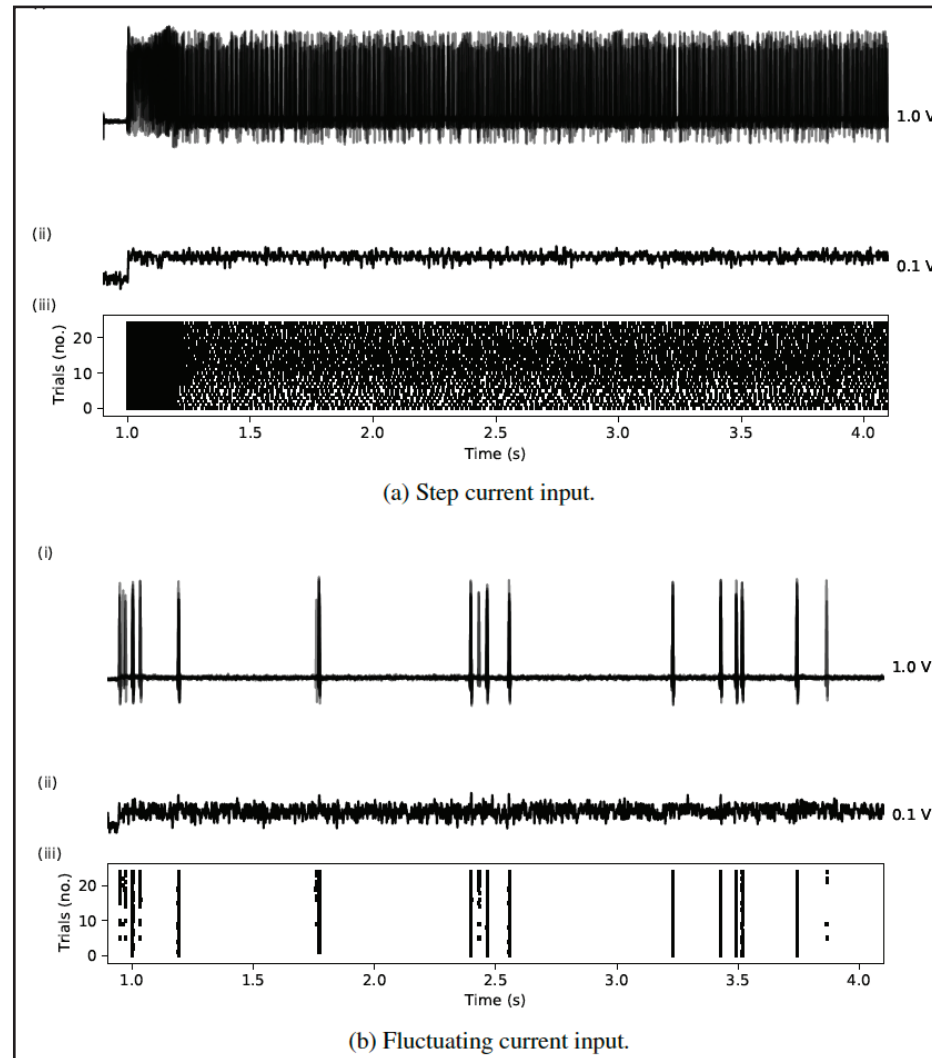 1.0 V
(ii)
0.1 V
(iii)
Trials (no.)
20
10
0
1.0 1.5 2.0 2.5 3.0 3.5 4.0
Time (s)
(a) Step current input.
(i)
1.0 V
(ii)
0.1 V
(iii)
Trials (no.)
20
10
0
1.0 1.5 2.0 2.5 3.0 3.5 4.0
Time (s)
(b) Fluctuating current input.